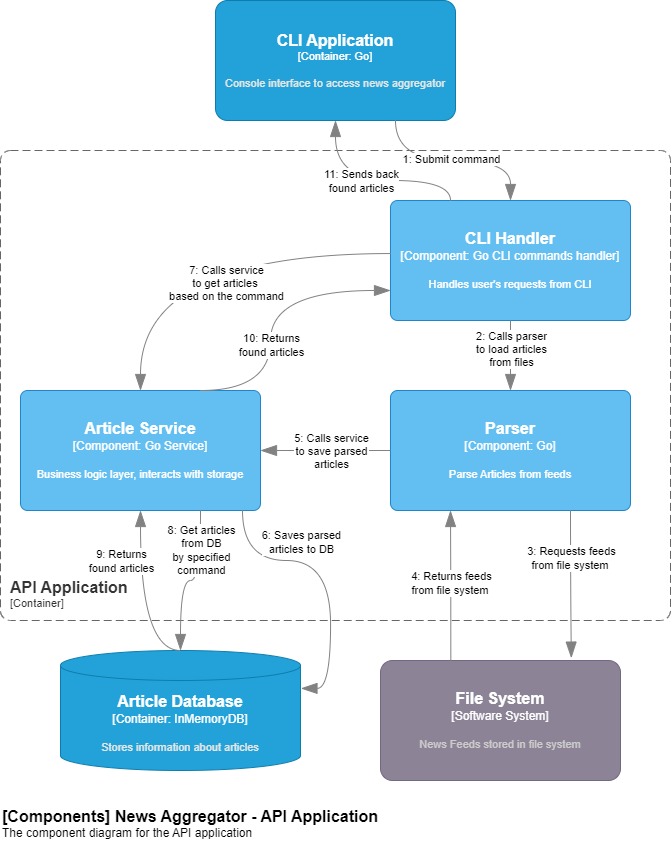 CLI Application
[Container: Go]
Console interface to access news aggregator
1: Submit command
11: Sends back
found articles
CLI Handler
[Component: Go CLI commands handler]
Handles user's requests from CLI
7: Calls service
to get articles
based on the command
10: Returns
found articles
2: Calls parser
to load articles
from files
Article Service
[Component: Go Service]
Business logic layer, interacts with storage
5: Calls service
to save parsed
articles
Parser
[Component: Go]
Parse Articles from feeds
9: Returns
found articles
8: Get articles
from DB
by specified
command
6: Saves parsed
articles to DB
4: Returns feeds
from file system
3: Requests feeds
from file system
API Application
[Container]
Article Database
[Container: InMemoryDB]
Stores information about articles
File System
[Software System]
News Feeds stored in file system
[Components] News Aggregator - API Application
The component diagram for the API application